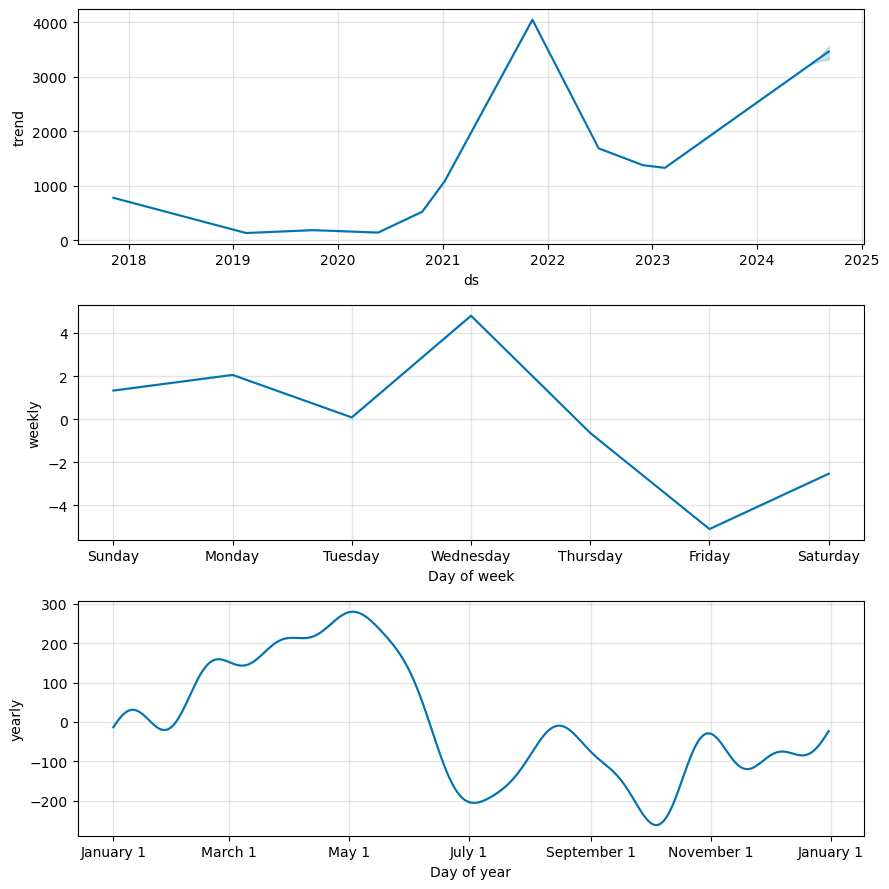 4000
3000
2000
1000
0
trend
2018 2019 2020 2021 2022 2023 2024 2025
ds
4
2
0
−2
−4
weekly
Sunday Monday Tuesday Wednesday Thursday Friday Saturday
Day of week
300
200
100
0
−100
−200
yearly
January 1 March 1 May 1 July 1 September 1 November 1 January 1
Day of year